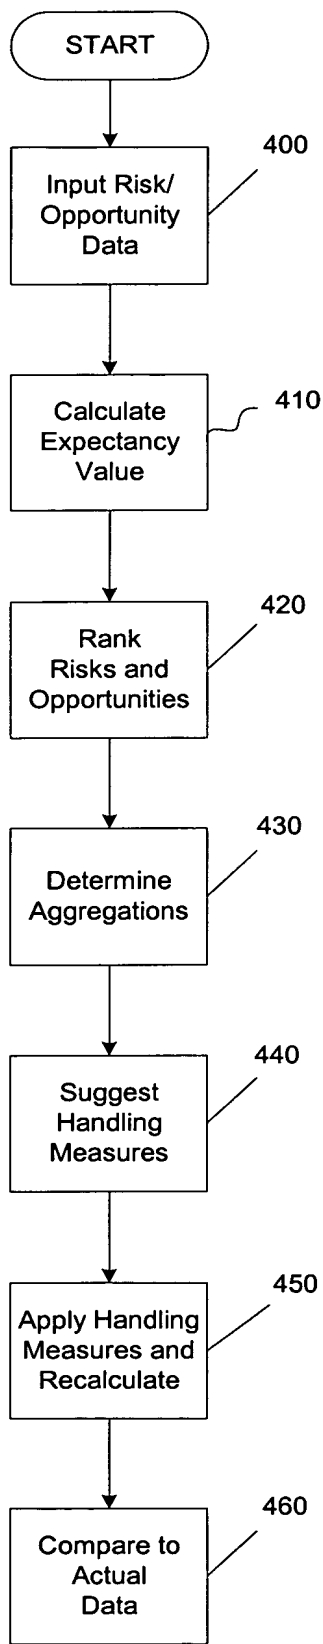 START
400
Input Risk/
Opportunity
Data
410
Calculate
Expectancy
Value
420
Rank
Risks and
Opportunities
430
Determine
Aggregations
440
Suggest
Handling
Measures
450
Apply Handling
Measures and
Recalculate
460
Compare to
Actual
Data